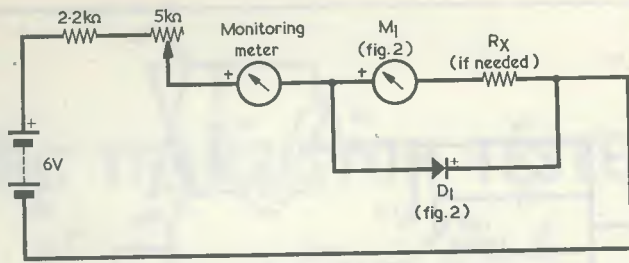 2·2kΩ
5kΩ
Monitoring
meter
M1
(fig.2)
RX
(if needed)
+
+
+
6V
+
D1
(fig.2)